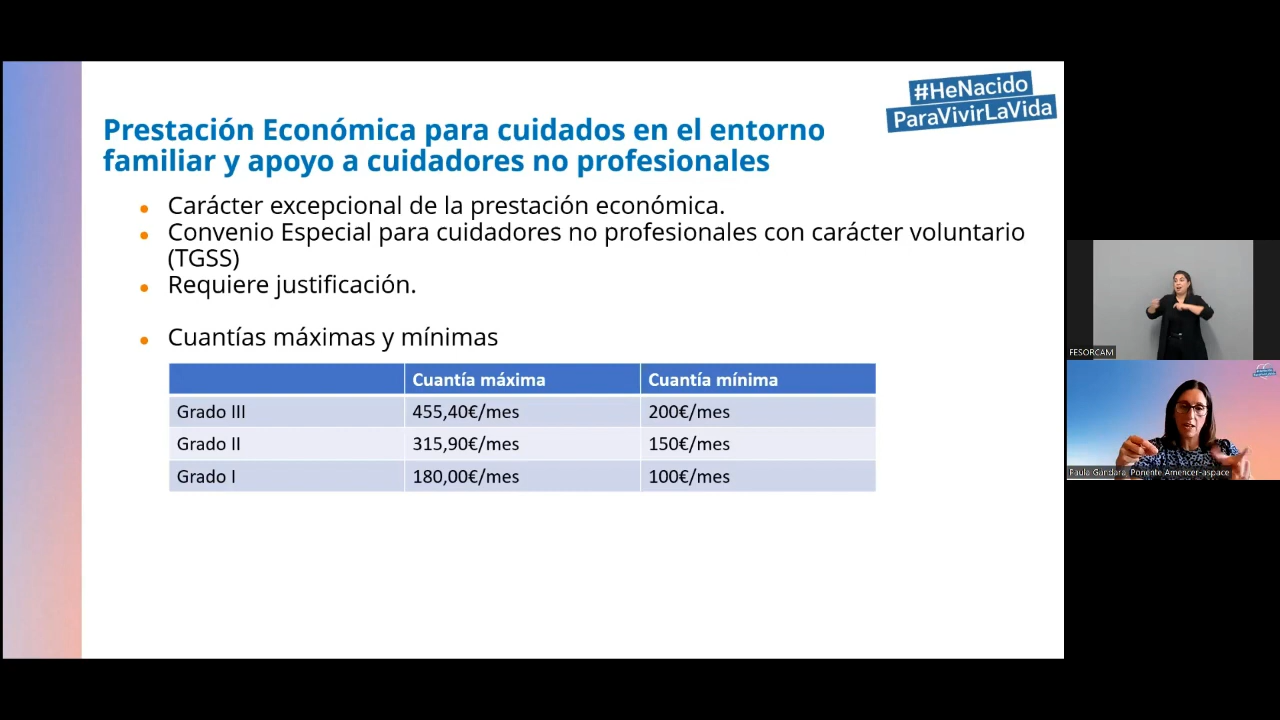 #HeNacido
ParaVivirLaVida
Prestación Económica para cuidados en el entorno
familiar y apoyo a cuidadores no profesionales
Carácter excepcional de la prestación económica.
Convenio Especial para cuidadores no profesionales con carácter voluntario
(TGSS)
Requiere justificación.
Cuantías máximas y mínimas
Cuantía máxima Cuantía mínima
Grado III 455,40€/mes 200€/mes
Grado II 315,90€/mes 150€/mes
Grado I 180,00€/mes 100€/mes
FESORCAM
Paula Gándara. Ponente Amencer-aspace